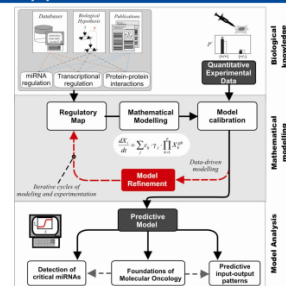 Databases
Biological
Hypothesis
Publications
miRNA
regulation
Transcriptional
regulation
Protein-protein
interactions
Quantitative
Experimental
Data
Biological
knowledge
Regulatory
Map
Mathematical
Modelling
Model
calibration
Model
Refinement
Data-driven
modelling
Iterative cycles of
modeling and experimentation
Mathematical
modelling
Predictive
Model
Detection of
critical miRNAs
Foundations of
Molecular Oncology
Predictive
input-output
patterns
Model Analysis